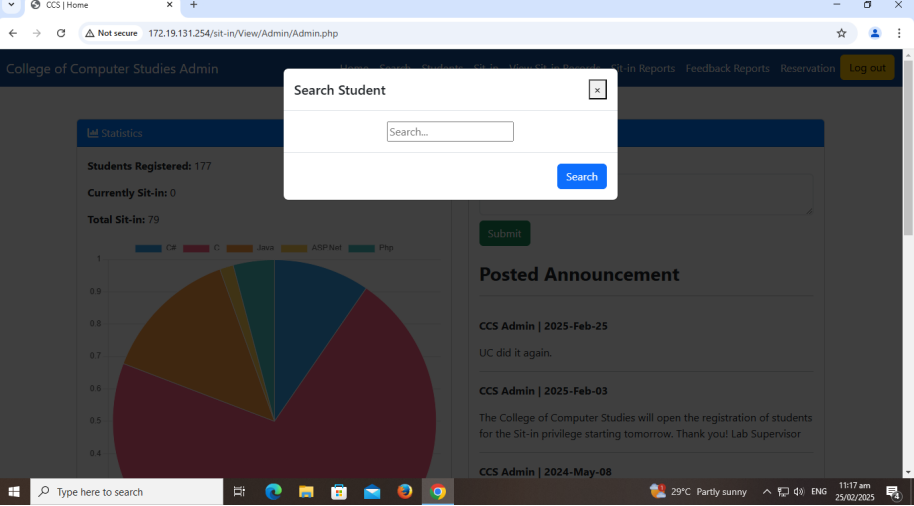 CCS | Home
Not secure
172.19.131.254/sit-in/View/Admin/Admin.php
College of Computer Studies Admin
Home Search Students Sit-in View Sit-in Records Sit-in Reports Feedback Reports Reservation Log out
Search Student
×
Search...
Search
Statistics
Students Registered: 177
Currently Sit-in: 0
Total Sit-in: 79
C# C Java ASP.Net Php
1
0.9
0.8
0.7
0.6
0.5
0.4
Submit
Posted Announcement
CCS Admin | 2025-Feb-25
UC did it again.
CCS Admin | 2025-Feb-03
The College of Computer Studies will open the registration of students
for the Sit-in privilege starting tomorrow. Thank you! Lab Supervisor
CCS Admin | 2024-May-08
Type here to search
29°C Partly sunny
ENG
11:17 am
25/02/2025
4